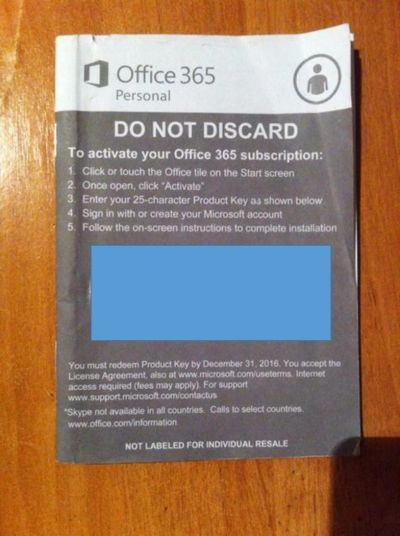 Office 365
Personal
DO NOT DISCARD
To activate your Office 365 subscription:
1. Click or touch the Office tile on the Start screen
2. Once open, click "Activate"
3. Enter your 25-character Product Key as shown below
4. Sign in with or create your Microsoft account
5. Follow the on-screen instructions to complete installation
You must redeem Product Key by December 31, 2016. You accept the
License Agreement, also at www.microsoft.com/useterms. Internet
access required (fees may apply). For support
www.support.microsoft.com/contactus
*Skype not available in all countries. Calls to select countries.
www.office.com/information
NOT LABELED FOR INDIVIDUAL RESALE